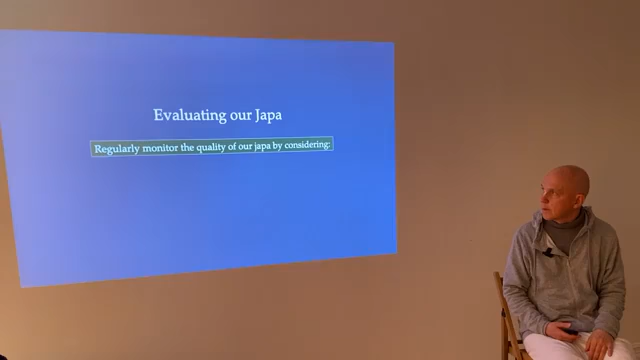 Evaluating our Japa
Regularly monitor the quality of our japa by considering: